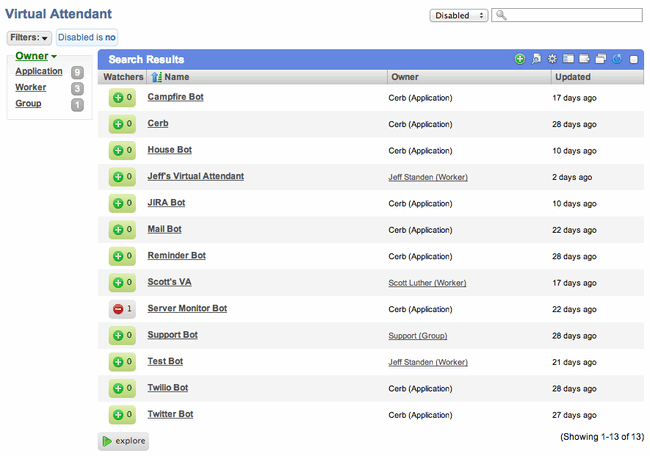 Virtual Attendant
Disabled
Filters:
Disabled is no
Owner
Application 9
Worker 3
Group 1
Search Results
Watchers Name Owner Updated
0 Campfire Bot Cerb (Application) 17 days ago
0 Cerb Cerb (Application) 28 days ago
0 House Bot Cerb (Application) 10 days ago
0 Jeff's Virtual Attendant Jeff Standen (Worker) 2 days ago
0 JIRA Bot Cerb (Application) 10 days ago
0 Mail Bot Cerb (Application) 22 days ago
0 Reminder Bot Cerb (Application) 28 days ago
0 Scott's VA Scott Luther (Worker) 17 days ago
1 Server Monitor Bot Cerb (Application) 22 days ago
0 Support Bot Support (Group) 28 days ago
0 Test Bot Jeff Standen (Worker) 21 days ago
0 Twilio Bot Cerb (Application) 28 days ago
0 Twitter Bot Cerb (Application) 27 days ago
explore
(Showing 1-13 of 13)